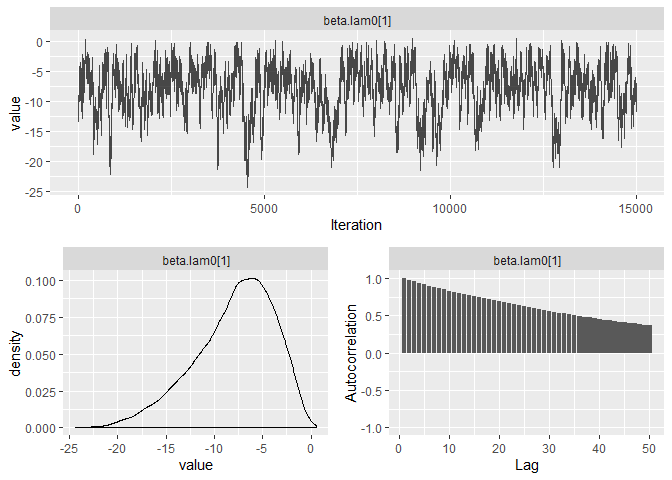 beta.lam0[1]
value
0
-5
-10
-15
-20
-25
0 5000 10000 15000
Iteration
beta.lam0[1]
density
0.100
0.075
0.050
0.025
0.000
-25 -20 -15 -10 -5 0
value
beta.lam0[1]
Autocorrelation
1.0
0.5
0.0
-0.5
-1.0
0 10 20 30 40 50
Lag